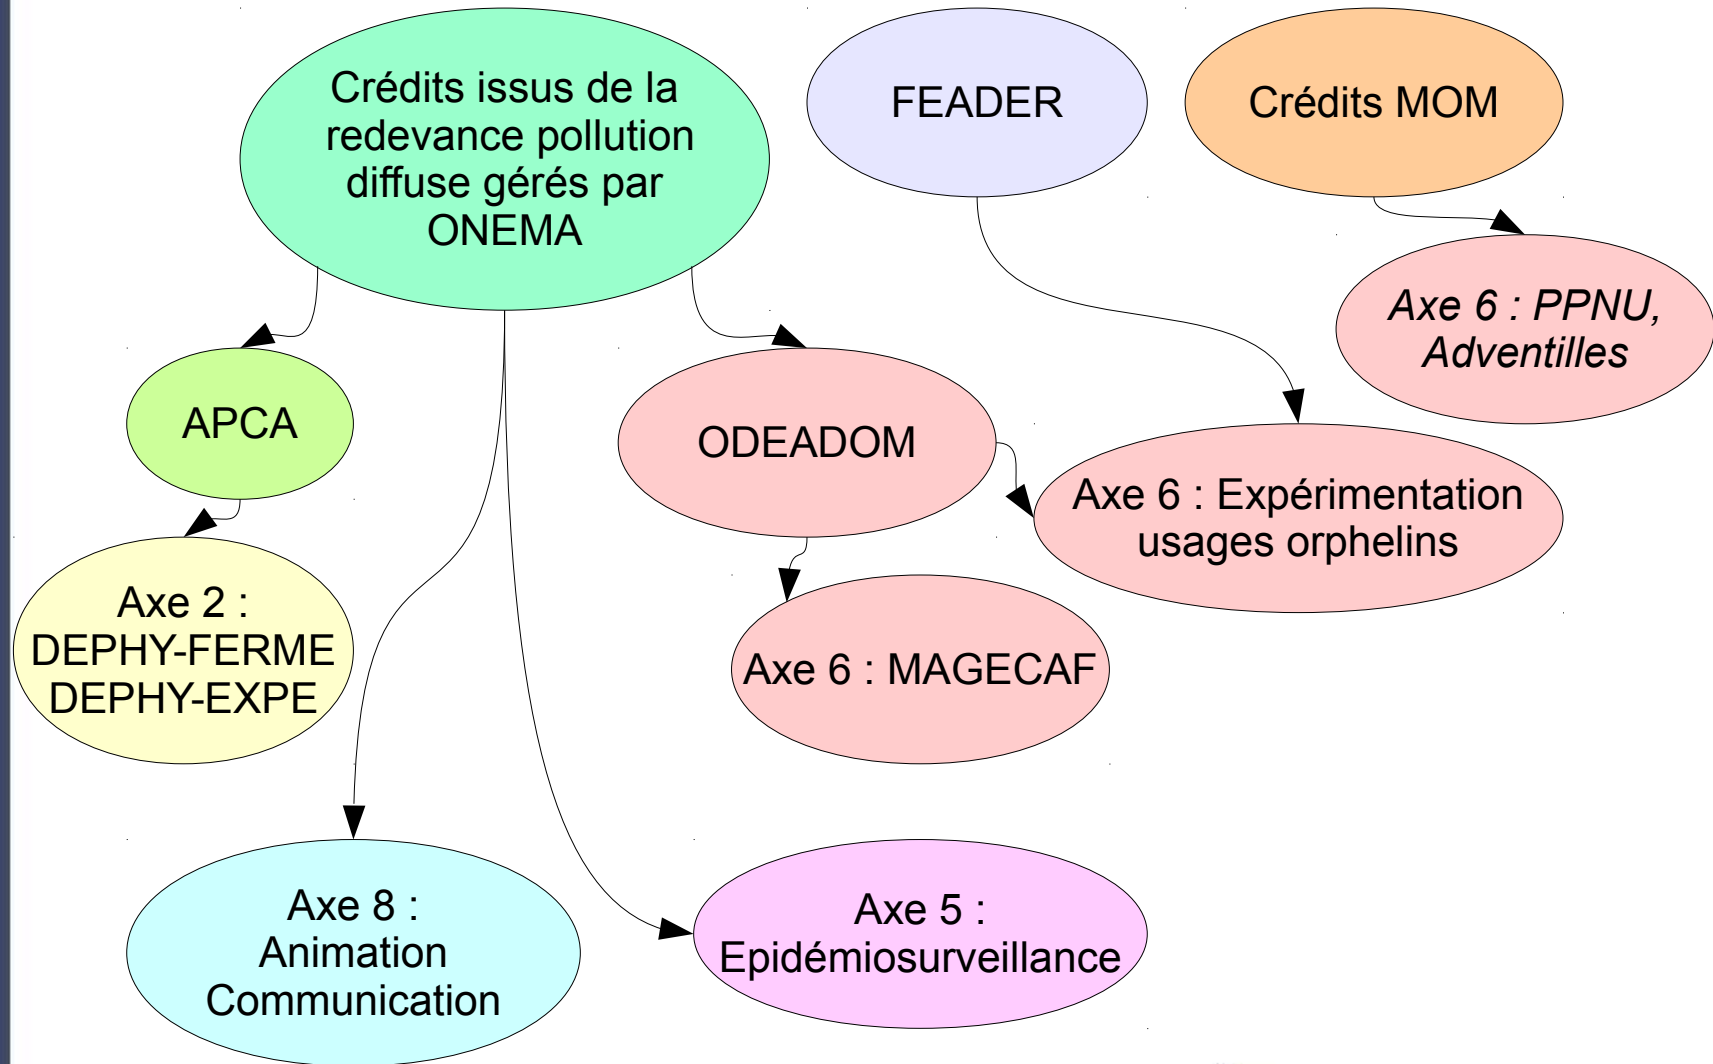 Crédits issus de la
redevance pollution
diffuse gérés par
ONEMA
FEADER
Crédits MOM
Axe 6 : PPNU,
Adventilles
APCA
ODEADOM
Axe 6 : Expérimentation
usages orphelins
Axe 2 :
DEPHY-FERME
DEPHY-EXPE
Axe 6 : MAGECAF
Axe 8 :
Animation
Communication
Axe 5 :
Epidémiosurveillance